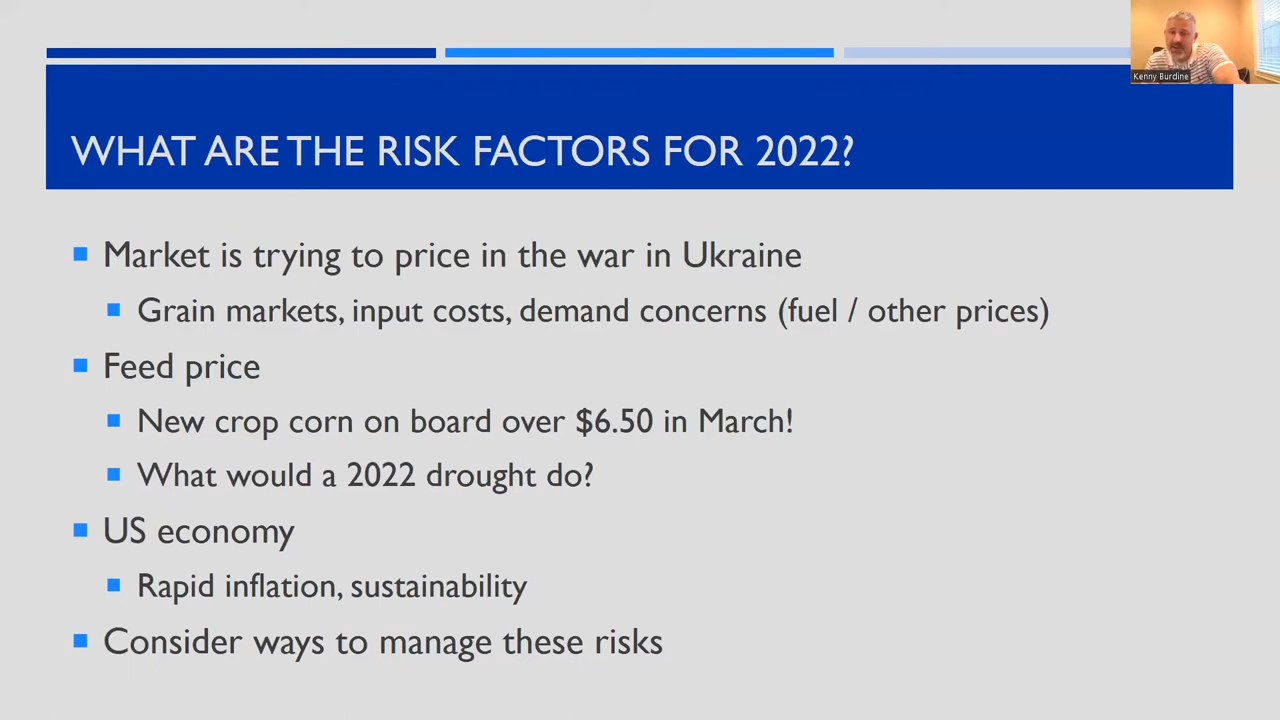 Kenny Burdine
WHAT ARE THE RISK FACTORS FOR 2022?
Market is trying to price in the war in Ukraine
Grain markets, input costs, demand concerns (fuel / other prices)
Feed price
New crop corn on board over $6.50 in March!
What would a 2022 drought do?
US economy
Rapid inflation, sustainability
Consider ways to manage these risks